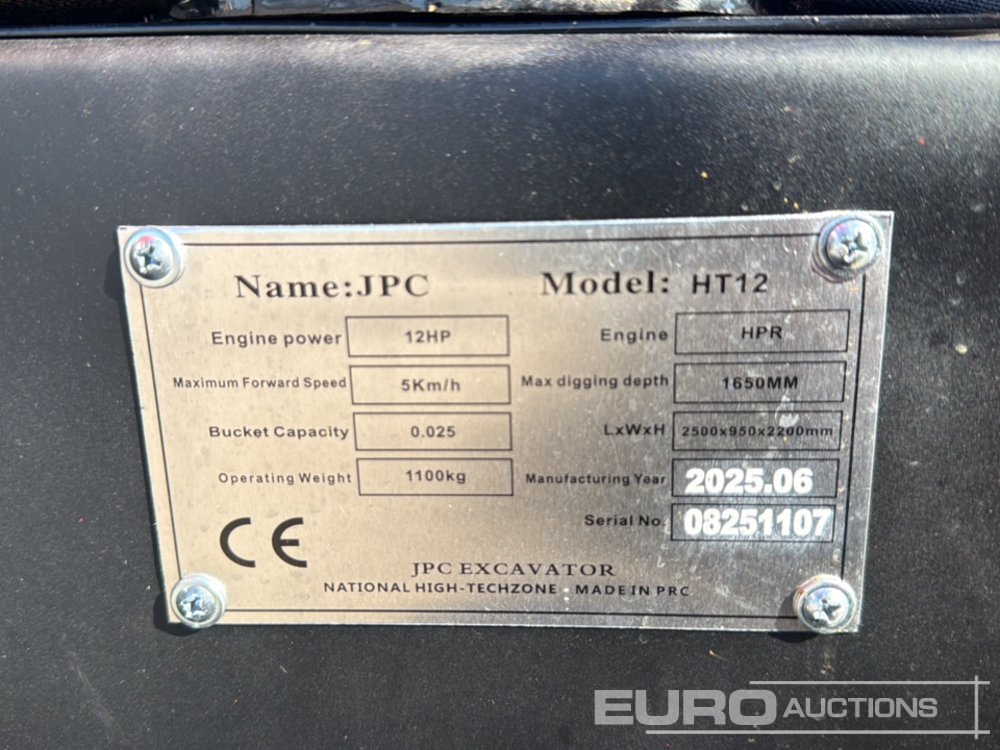 Name:JPC Model: HT12
Engine power 12HP Engine HPR
Maximum Forward Speed 5Km/h Max digging depth 1650MM
Bucket Capacity 0.025 LxWxH 2500x950x2200mm
Operating Weight 1100kg Manufacturing Year 2025.06
Serial No. 08251107
CE
JPC EXCAVATOR
NATIONAL HIGH-TECHZONE · MADE IN PRC
EURO AUCTIONS